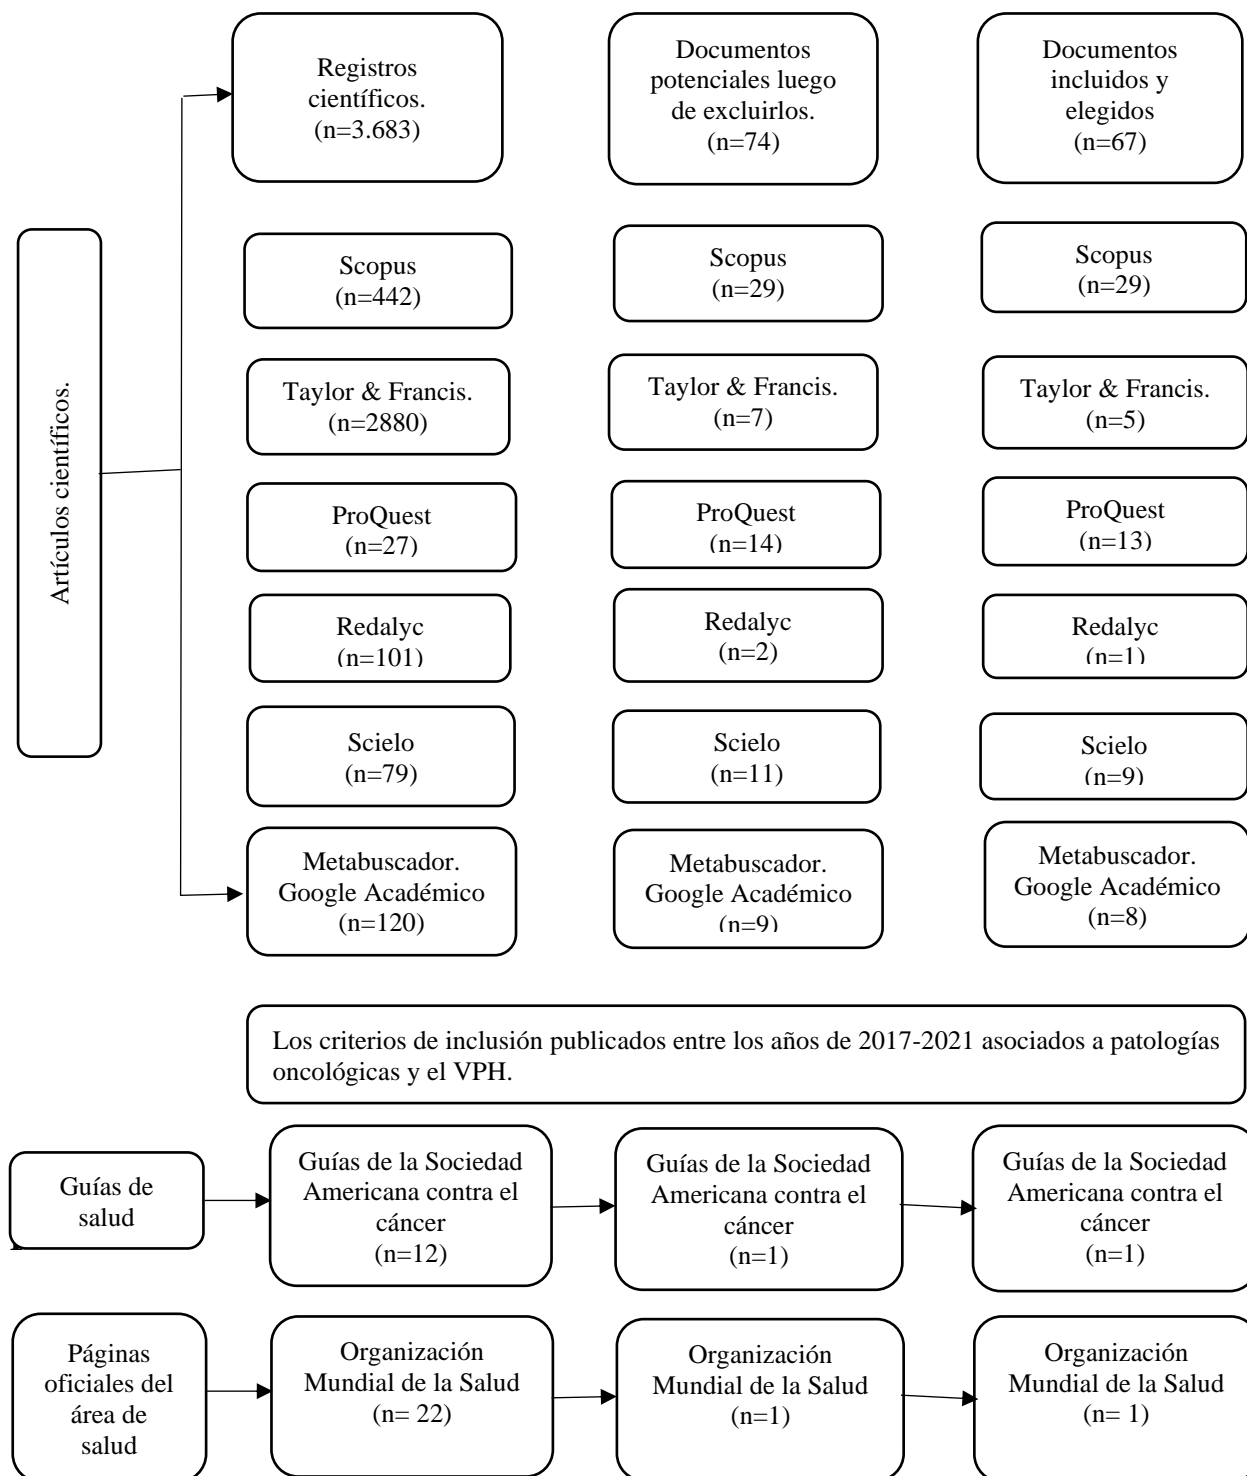 Registros
científicos.
(n=3.683)
Documentos
potenciales luego
de excluirlos.
(n=74)
Documentos
incluidos y
elegidos
(n=67)
Artículos científicos.
Scopus
(n=442)
Scopus
(n=29)
Scopus
(n=29)
Taylor & Francis.
(n=2880)
Taylor & Francis.
(n=7)
Taylor & Francis.
(n=5)
ProQuest
(n=27)
ProQuest
(n=14)
ProQuest
(n=13)
Redalyc
(n=101)
Redalyc
(n=2)
Redalyc
(n=1)
Scielo
(n=79)
Scielo
(n=11)
Scielo
(n=9)
Metabuscador.
Google Académico
(n=120)
Metabuscador.
Google Académico
(n=9)
Metabuscador.
Google Académico
(n=8)
Los criterios de inclusión publicados entre los años de 2017-2021 asociados a patologías
oncológicas y el VPH.
Guías de
salud
Guías de la Sociedad
Americana contra el
cáncer
(n=12)
Guías de la Sociedad
Americana contra el
cáncer
(n=1)
Guías de la Sociedad
Americana contra el
cáncer
(n=1)
Páginas
oficiales del
área de
salud
Organización
Mundial de la Salud
(n= 22)
Organización
Mundial de la Salud
(n=1)
Organización
Mundial de la Salud
(n= 1)